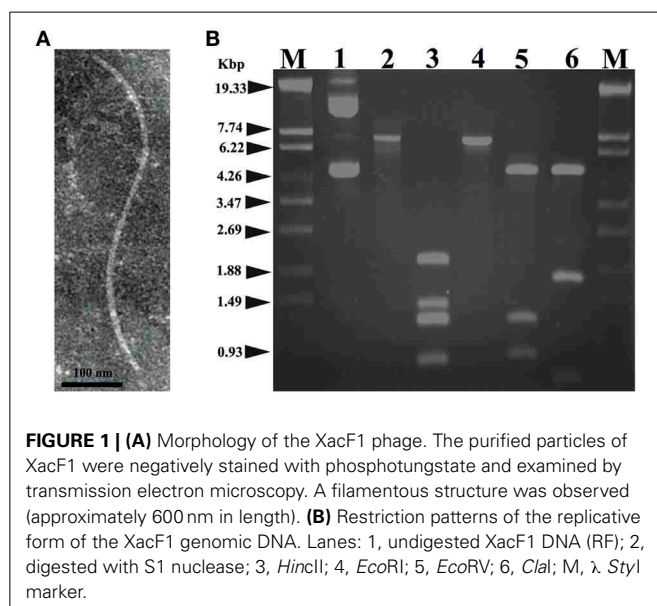 A
B
M 1 2 3 4 5 6 M
Kbp
19.33
7.74
6.22
4.26
3.47
2.69
1.88
1.49
0.93
100 nm
FIGURE 1 | (A) Morphology of the XacF1 phage. The purified particles of
XacF1 were negatively stained with phosphotungstate and examined by
transmission electron microscopy. A filamentous structure was observed
(approximately 600 nm in length). (B) Restriction patterns of the replicative
form of the XacF1 genomic DNA. Lanes: 1, undigested XacF1 DNA (RF); 2,
digested with S1 nuclease; 3, HincII; 4, EcoRI; 5, EcoRV; 6, ClaI; M, λ StyI
marker.